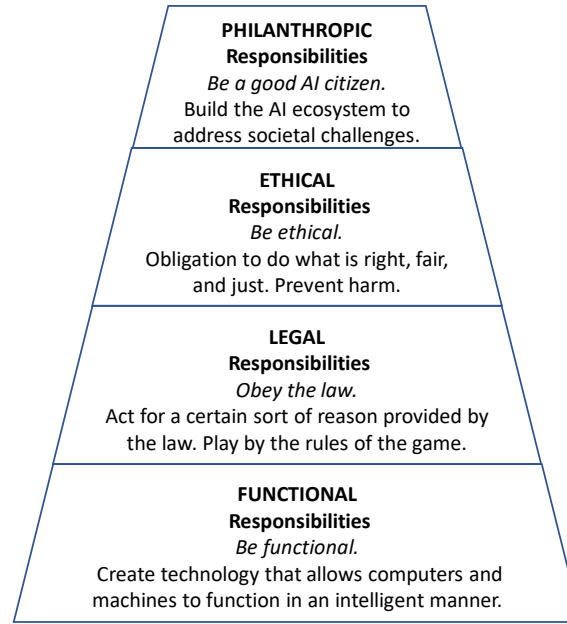 PHILANTHROPIC
Responsibilities
Be a good AI citizen.
Build the AI ecosystem to
address societal challenges.
ETHICAL
Responsibilities
Be ethical.
Obligation to do what is right, fair,
and just. Prevent harm.
LEGAL
Responsibilities
Obey the law.
Act for a certain sort of reason provided by
the law. Play by the rules of the game.
FUNCTIONAL
Responsibilities
Be functional.
Create technology that allows computers and
machines to function in an intelligent manner.